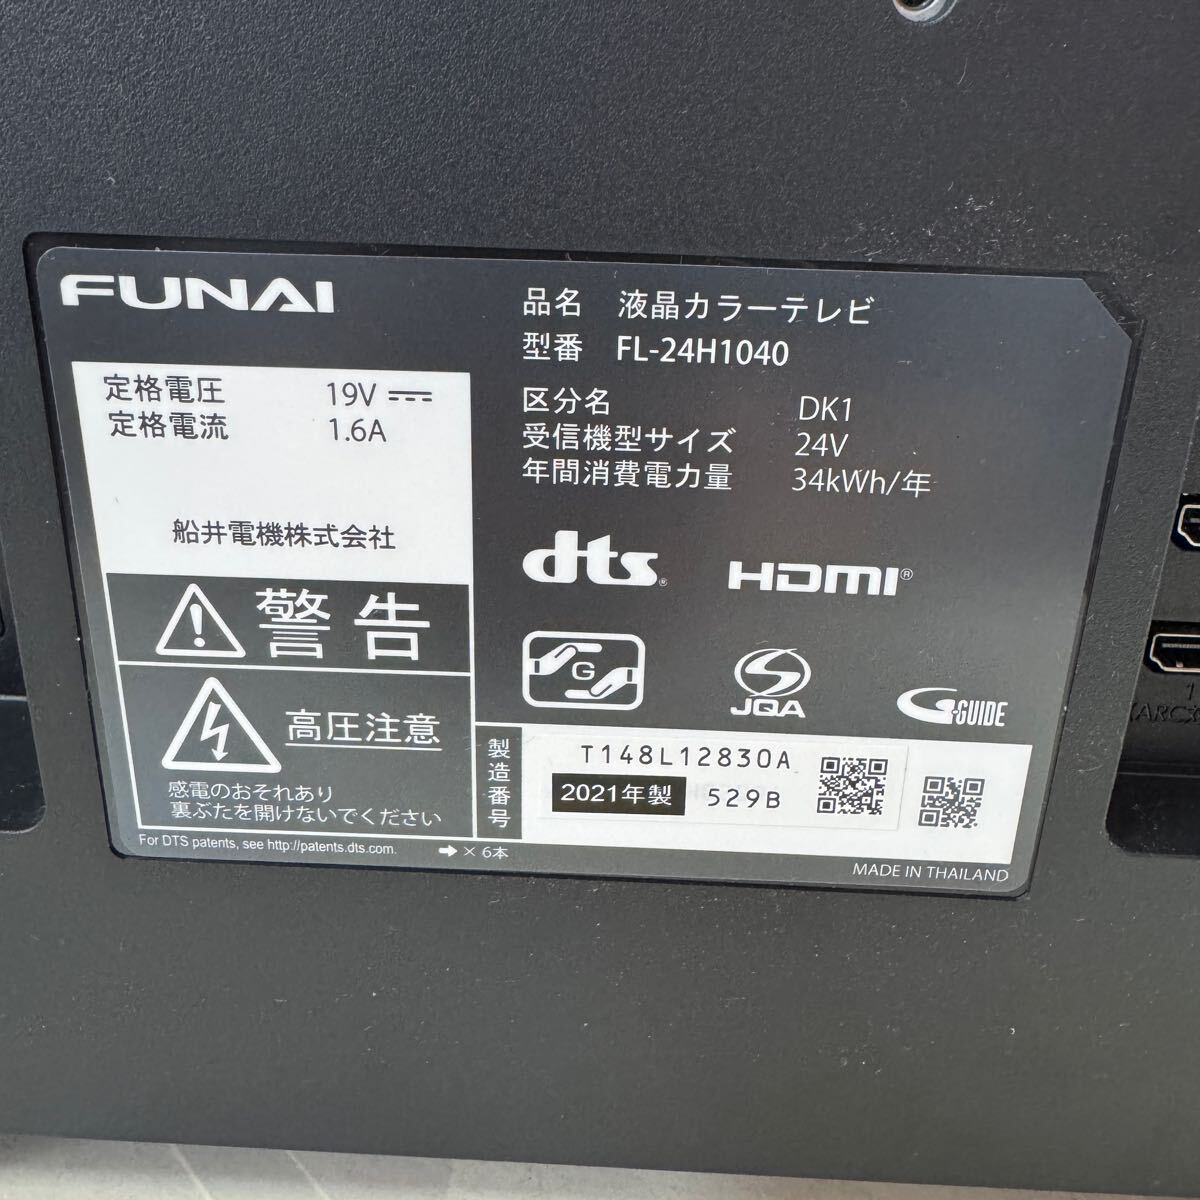 FUNAI
品名 液晶カラーテレビ
型番 FL-24H1040
定格電圧 19V
定格電流 1.6A
区分名 DK1
受信機型サイズ 24V
年間消費電力量 34kWh/年
船井電機株式会社
dts®
HDMI®
警告
G
JQA
G-GUIDE
高圧注意
感電のおそれあり
裏ぶたを開けないでください
製造番号
T148L12830A
2021年製 529B
For DTS patents, see http://patents.dts.com.
➡ × 6本
MADE IN THAILAND
1